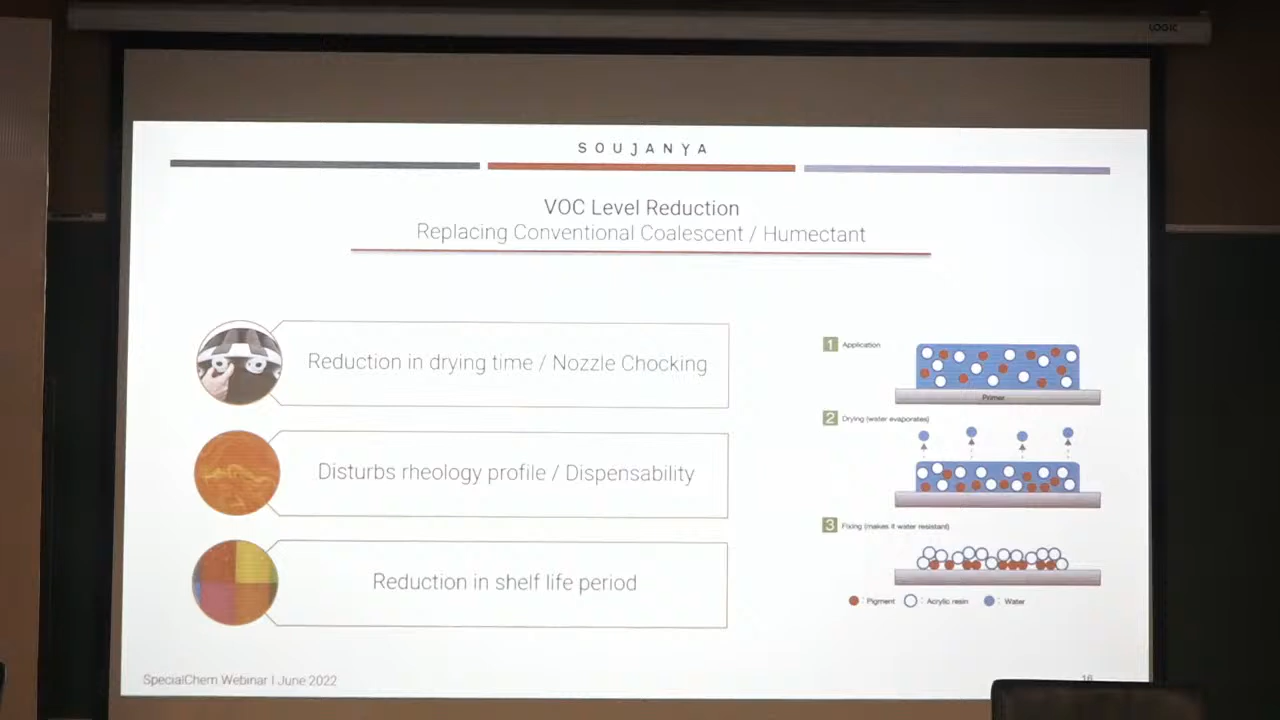 LOGIC
SOUJANYA
VOC Level Reduction
Replacing Conventional Coalescent / Humectant
Reduction in drying time / Nozzle Chocking
Disturbs rheology profile / Dispensability
Reduction in shelf life period
1 Application
Primer
2 Drying (water evaporates)
3 Fixing (makes it water resistant)
: Pigment : Acrylic resin : Water
SpecialChem Webinar | June 2022
16